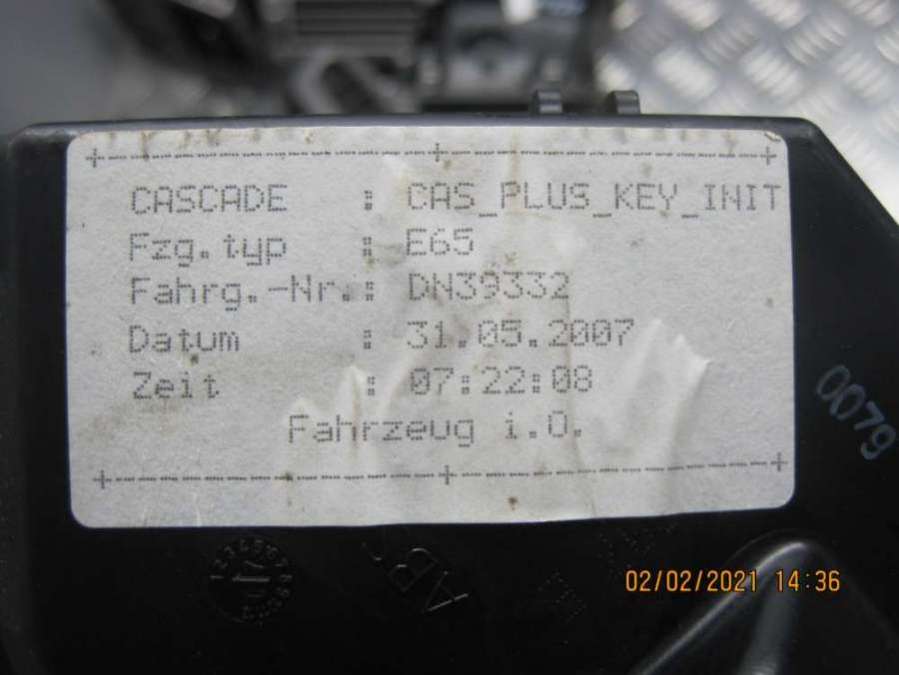 +----------------------+----------------------+
CASCADE : CAS_PLUS_KEY_INIT
Fzg.typ : E65
Fahrg.-Nr.: DN39332
Datum : 31.05.2007
Zeit : 07:22:08
Fahrzeug i.O.
+----------------------+----------------------+
0079
ABS
02/02/2021 14:36